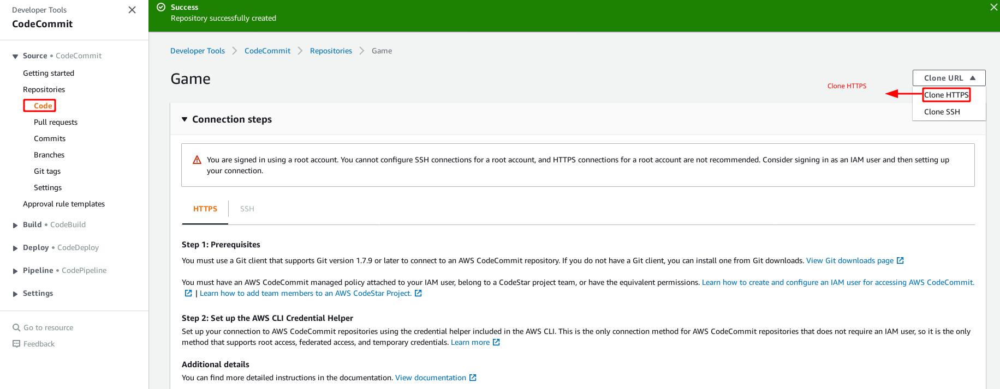 Developer Tools
CodeCommit
Source • CodeCommit
Getting started
Repositories
Code
Pull requests
Commits
Branches
Git tags
Settings
Approval rule templates
Build • CodeBuild
Deploy • CodeDeploy
Pipeline • CodePipeline
Settings
Go to resource
Feedback
Success
Repository successfully created
Developer Tools > CodeCommit > Repositories > Game
Game
Clone URL
Clone HTTPS
Clone HTTPS
Clone SSH
Connection steps
You are signed in using a root account. You cannot configure SSH connections for a root account, and HTTPS connections for a root account are not recommended. Consider signing in as an IAM user and then setting up
your connection.
HTTPS
SSH
Step 1: Prerequisites
You must use a Git client that supports Git version 1.7.9 or later to connect to an AWS CodeCommit repository. If you do not have a Git client, you can install one from Git downloads. View Git downloads page
You must have an AWS CodeCommit managed policy attached to your IAM user, belong to a CodeStar project team, or have the equivalent permissions. Learn how to create and configure an IAM user for accessing AWS CodeCommit.
| Learn how to add team members to an AWS CodeStar Project.
Step 2: Set up the AWS CLI Credential Helper
Set up your connection to AWS CodeCommit repositories using the credential helper included in the AWS CLI. This is the only connection method for AWS CodeCommit repositories that does not require an IAM user, so it is the only
method that supports root access, federated access, and temporary credentials. Learn more
Additional details
You can find more detailed instructions in the documentation. View documentation